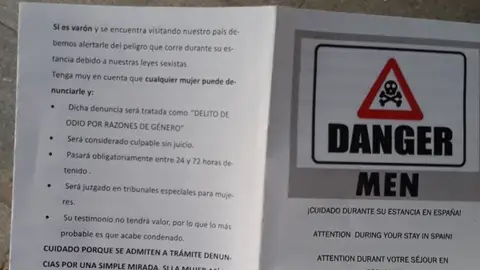 Si es varón y se encuentra visitando nuestro país de-
bemos alertarle del peligro que corre durante su es-
tancia debido a nuestras leyes sexistas.
Tenga muy en cuenta que cualquier mujer puede de-
nunciarle y:
• Dicha denuncia será tratada como "DELITO DE
ODIO POR RAZONES DE GÉNERO"
• Será considerado culpable sin juicio.
• Pasará obligatoriamente entre 24 y 72 horas de-
tenido .
• Será juzgado en tribunales especiales para muje-
res.
• Su testimonio no tendrá valor, por lo que lo más
probable es que acabe condenado.
CUIDADO PORQUE SE ADMITEN A TRÁMITE DENUN-
CIAS POR UNA SIMPLE MIRADA. SI LA MUJER
DANGER
MEN
¡CUIDADO DURANTE SU ESTANCIA EN ESPAÑA!
ATTENTION DURING YOUR STAY IN SPAIN!
ATTENTION DURANT VOTRE SÉJOUR EN